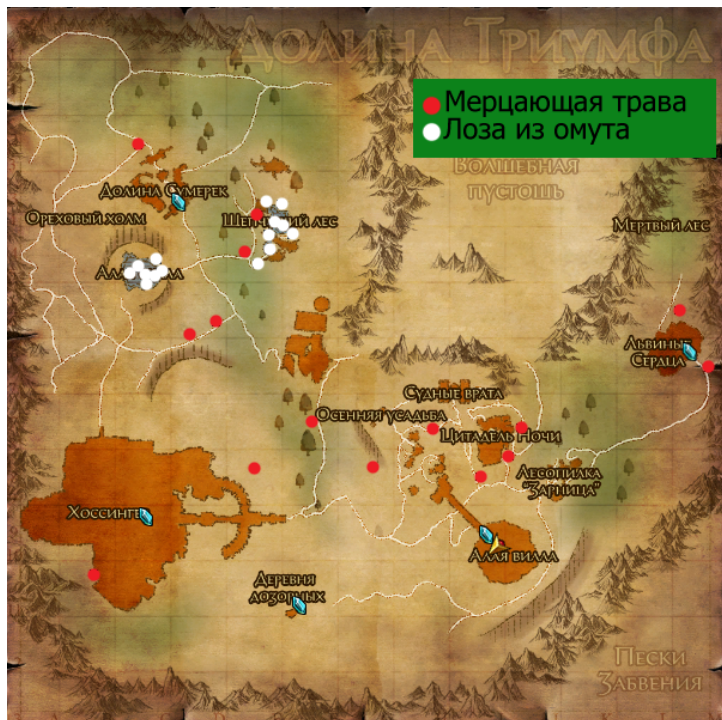 Долина Триумфа
Мерцающая трава
Лоза из омута
Волшебная
пустошь
Долина Сумерек
Ореховый холм
лес
Мертвый лес
Львиные
Сердца
Судные врата
Осенняя усадьба
Цитадель Ночи
Лесопилка
"Зарница"
Алая вилла
Деревня
дозорных
Пески
Забвения